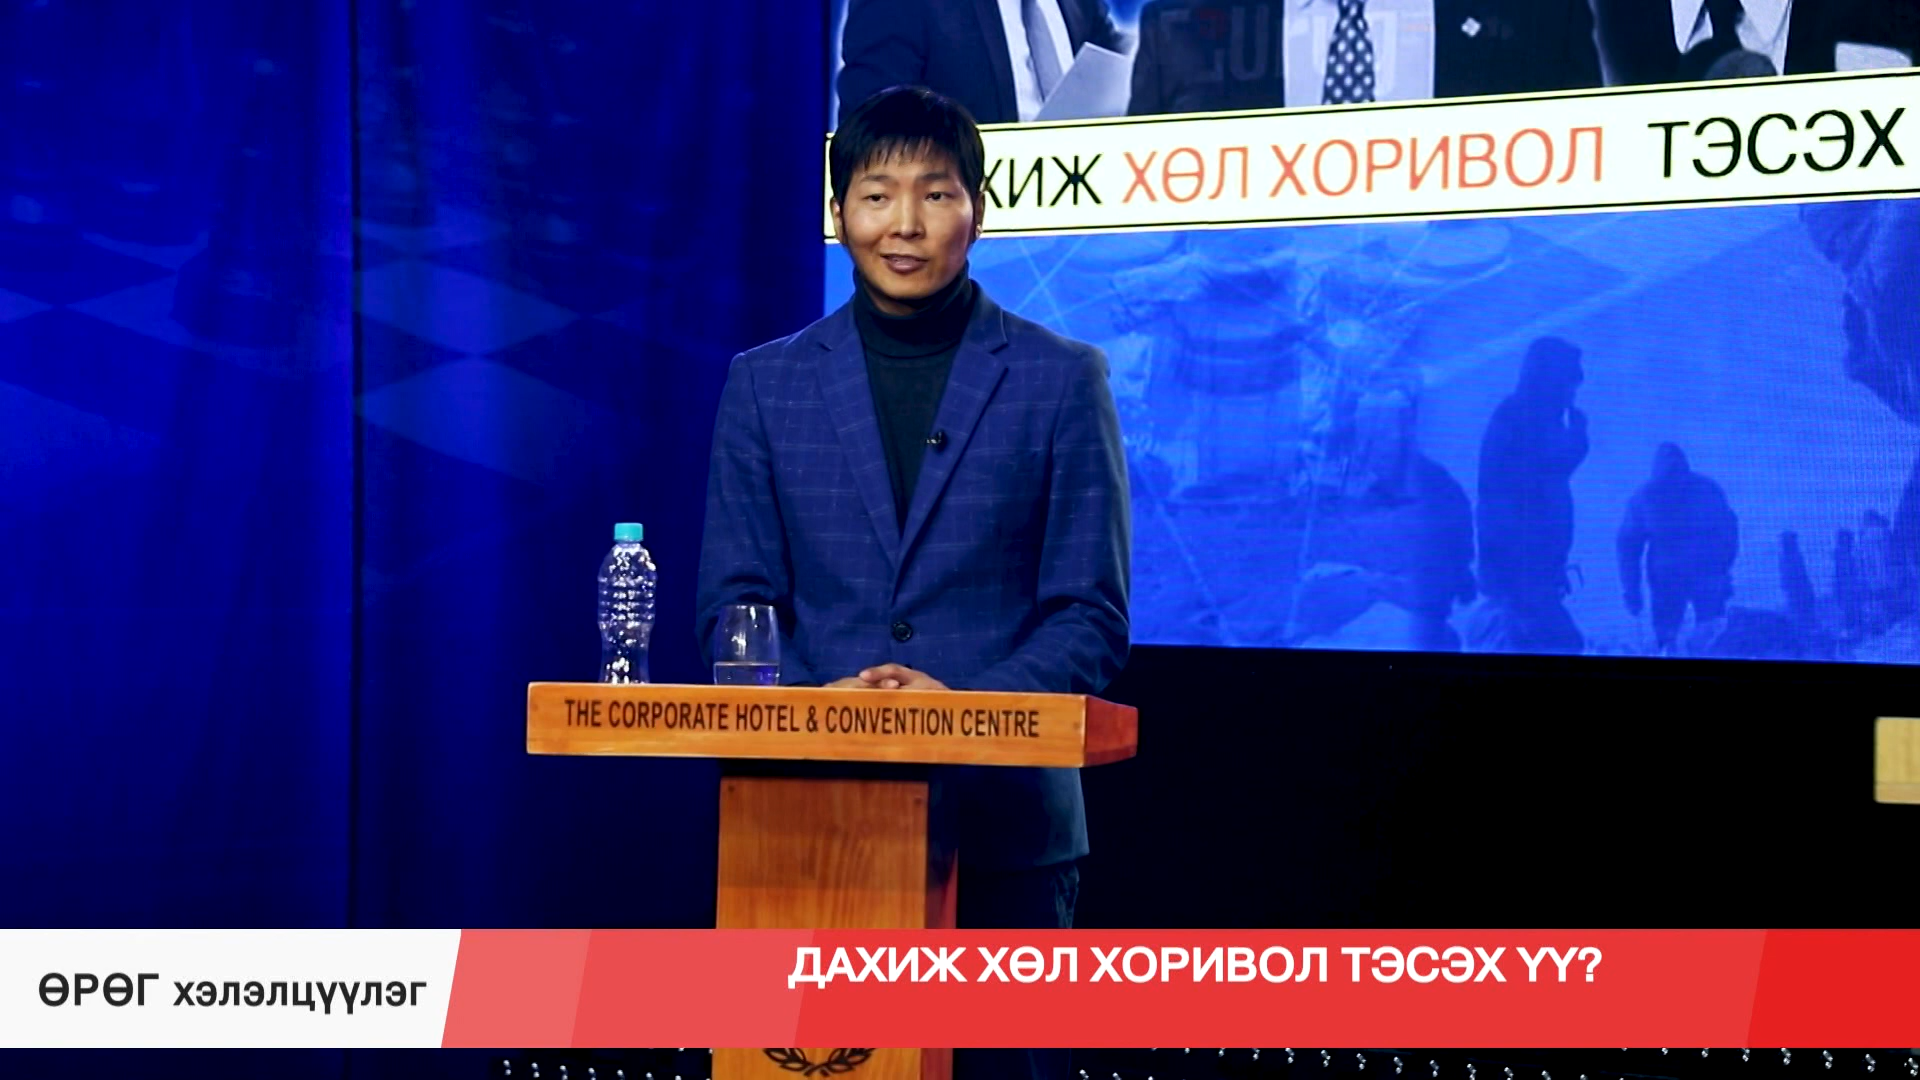 ХИЖ ХӨЛ ХОРИВОЛ ТЭСЭХ
THE CORPORATE HOTEL & CONVENTION CENTRE
ӨРӨГ хэлэлцүүлэг
ДАХИЖ ХӨЛ ХОРИВОЛ ТЭСЭХ ҮҮ?